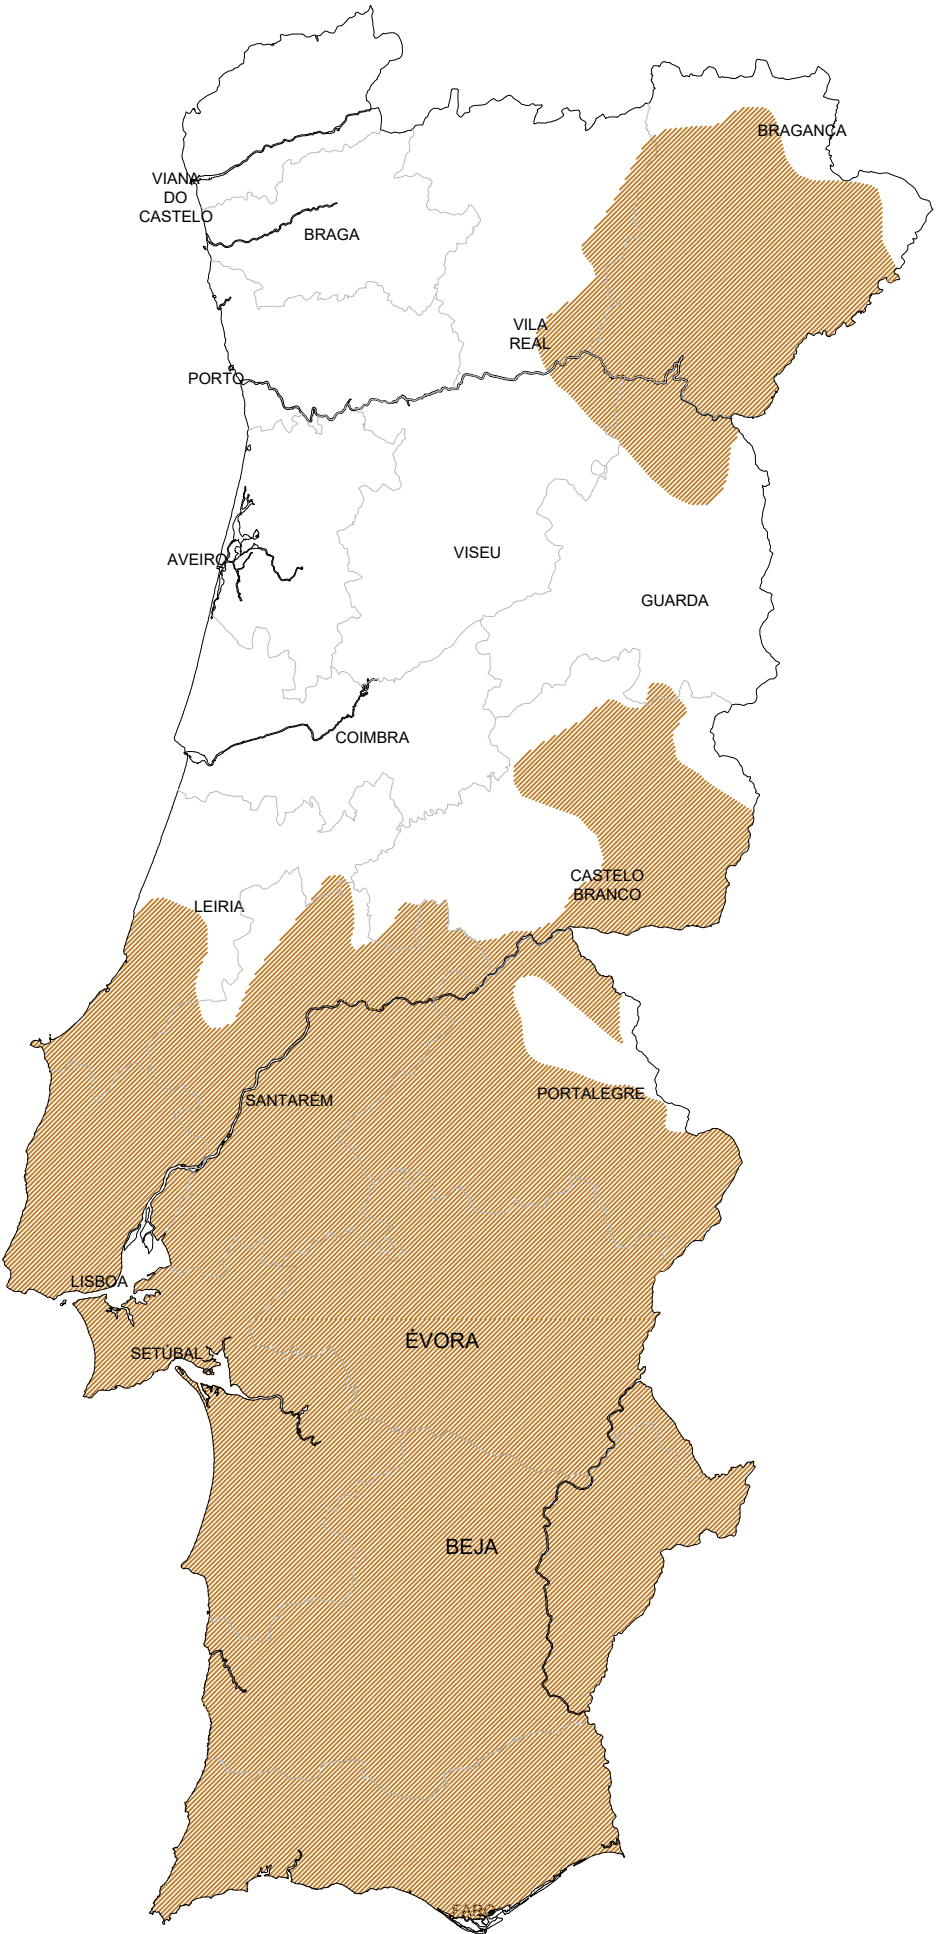 BRAGANÇA
VIANA
DO
CASTELO
BRAGA
VILA
REAL
PORTO
VISEU
AVEIRO
GUARDA
COIMBRA
CASTELO
BRANCO
LEIRIA
PORTALEGRE
SANTARÉM
LISBOA
ÉVORA
SETÚBAL
BEJA
FARO